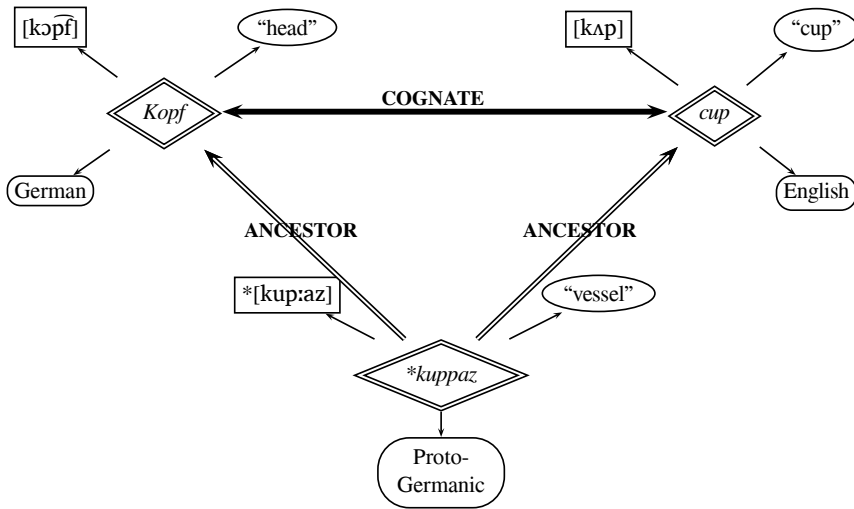 [kɔp͡f]
“head”
[kʌp]
“cup”
COGNATE
Kopf
cup
German
English
ANCESTOR
ANCESTOR
*[kupːaz]
“vessel”
*kuppaz
Proto-
Germanic